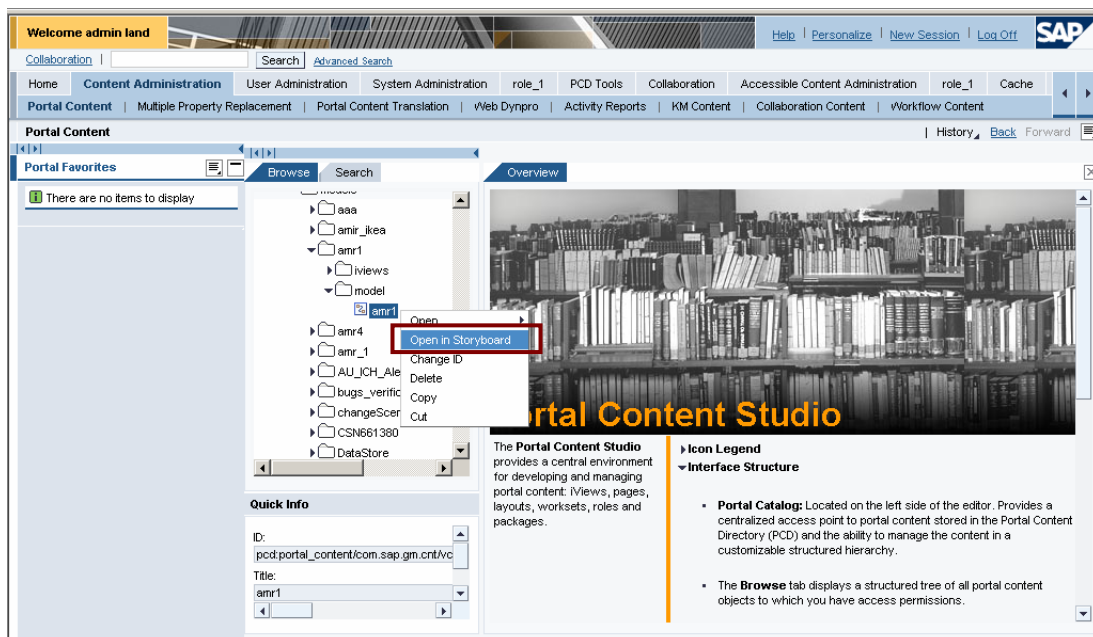 Welcome admin land
Help | Personalize | New Session | Log Off
SAP
Collaboration |
Search Advanced Search
Home Content Administration User Administration System Administration role_1 PCD Tools Collaboration Accessible Content Administration role_1 Cache
Portal Content | Multiple Property Replacement | Portal Content Translation | Web Dynpro | Activity Reports | KM Content | Collaboration Content | Workflow Content
Portal Content
| History Back Forward
Portal Favorites
There are no items to display
Browse Search
aaa
amir_ikea
amr1
iviews
model
amr1
amr4
amr_1
AU_ICH_Ale
bugs_verific
changeScer
CSN661380
DataStore
Open
Open in Storyboard
Change ID
Delete
Copy
Cut
Quick Info
ID:
pcd:portal_content/com.sap.gm.cnt/vc
Title:
amr1
Overview
Portal Content Studio
The Portal Content Studio
provides a central environment
for developing and managing
portal content: iViews, pages,
layouts, worksets, roles and
packages.
Icon Legend
Interface Structure
▪ Portal Catalog: Located on the left side of the editor. Provides a
centralized access point to portal content stored in the Portal Content
Directory (PCD) and the ability to manage the content in a
customizable structured hierarchy.
▪ The Browse tab displays a structured tree of all portal content
objects to which you have access permissions.